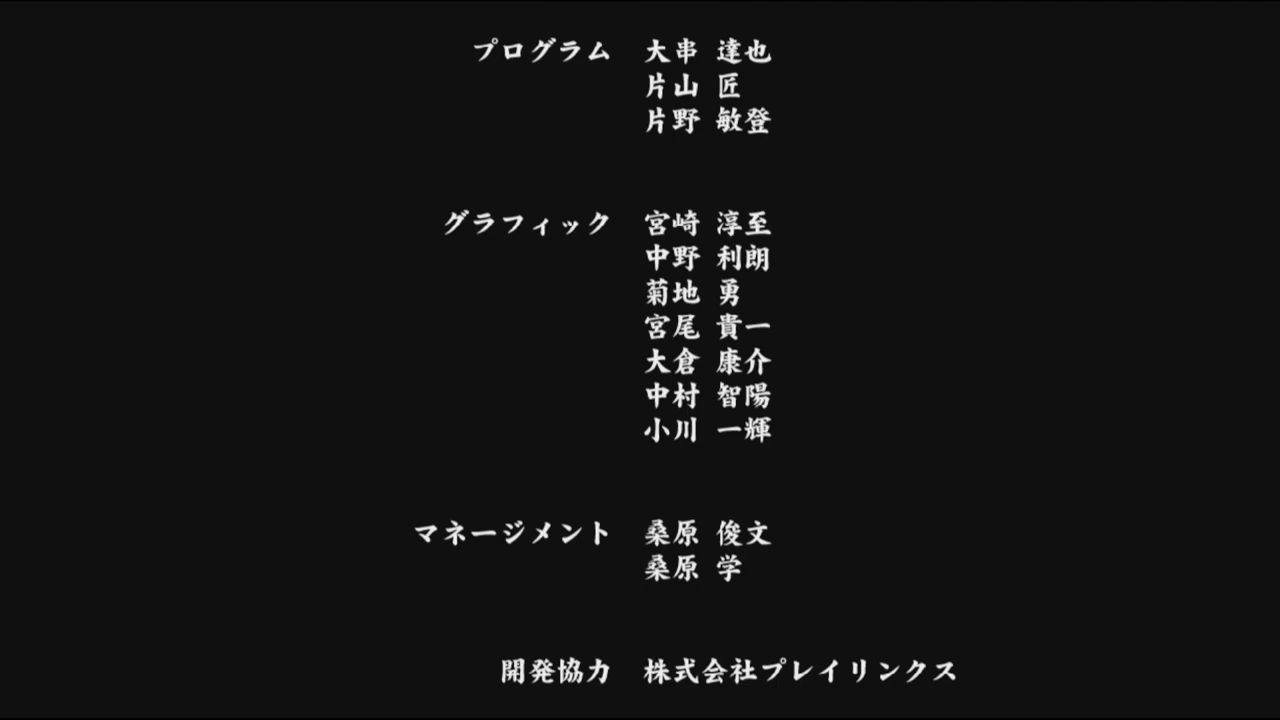 プログラム 大串 達也
片山 匠
片野 敏登
グラフィック 宮崎 淳至
中野 利朗
菊地 勇
宮尾 貴一
大倉 康介
中村 智陽
小川 一輝
マネージメント 桑原 俊文
桑原 学
開発協力 株式会社プレイリンクス